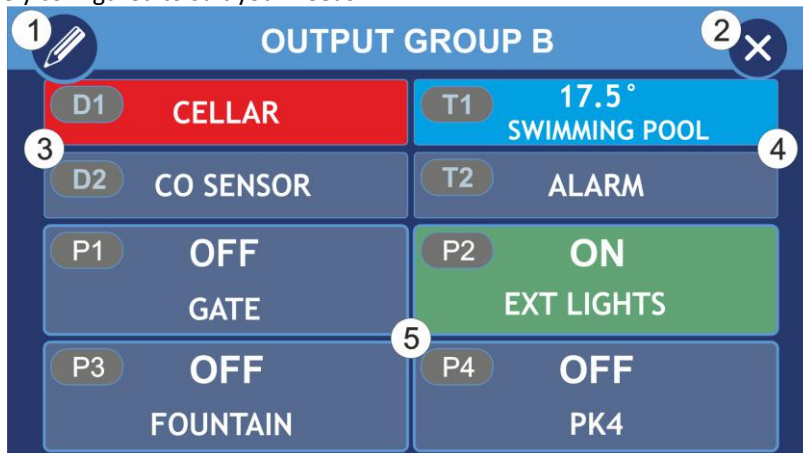 1
OUTPUT GROUP B
2
D1 CELLAR
T1 17.5°
SWIMMING POOL
3
4
D2 CO SENSOR
T2 ALARM
P1 OFF
GATE
P2 ON
EXT LIGHTS
5
P3 OFF
FOUNTAIN
P4 OFF
PK4